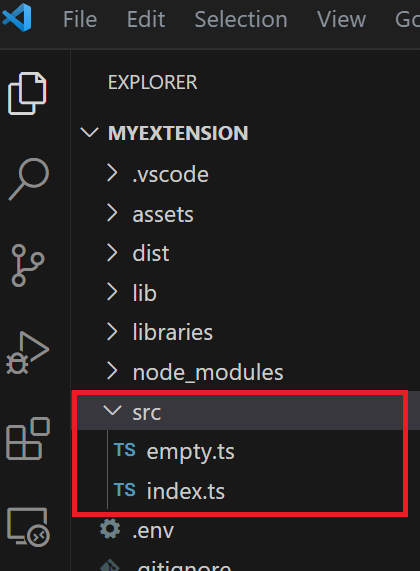 File Edit Selection View Go
EXPLORER
MYEXTENSION
.vscode
assets
dist
lib
libraries
node_modules
src
TS empty.ts
TS index.ts
.env
.gitignore